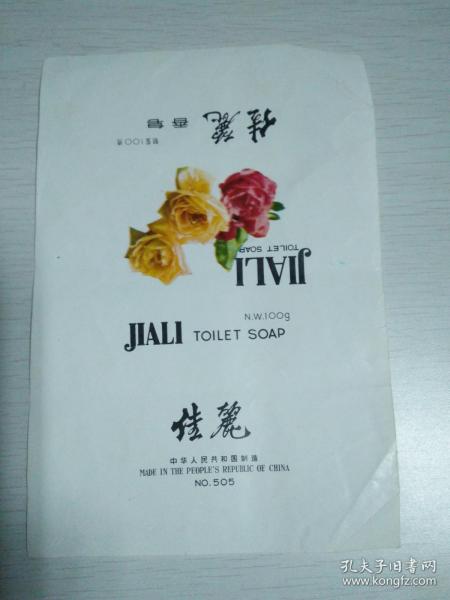 佳麗 香皂
净重100克
JIALI
TOILET SOAP
N.W.100g
JIALI TOILET SOAP
佳麗
中华人民共和国制造
MADE IN THE PEOPLE'S REPUBLIC OF CHINA
NO.505
孔夫子旧书网
www.kongfz.com